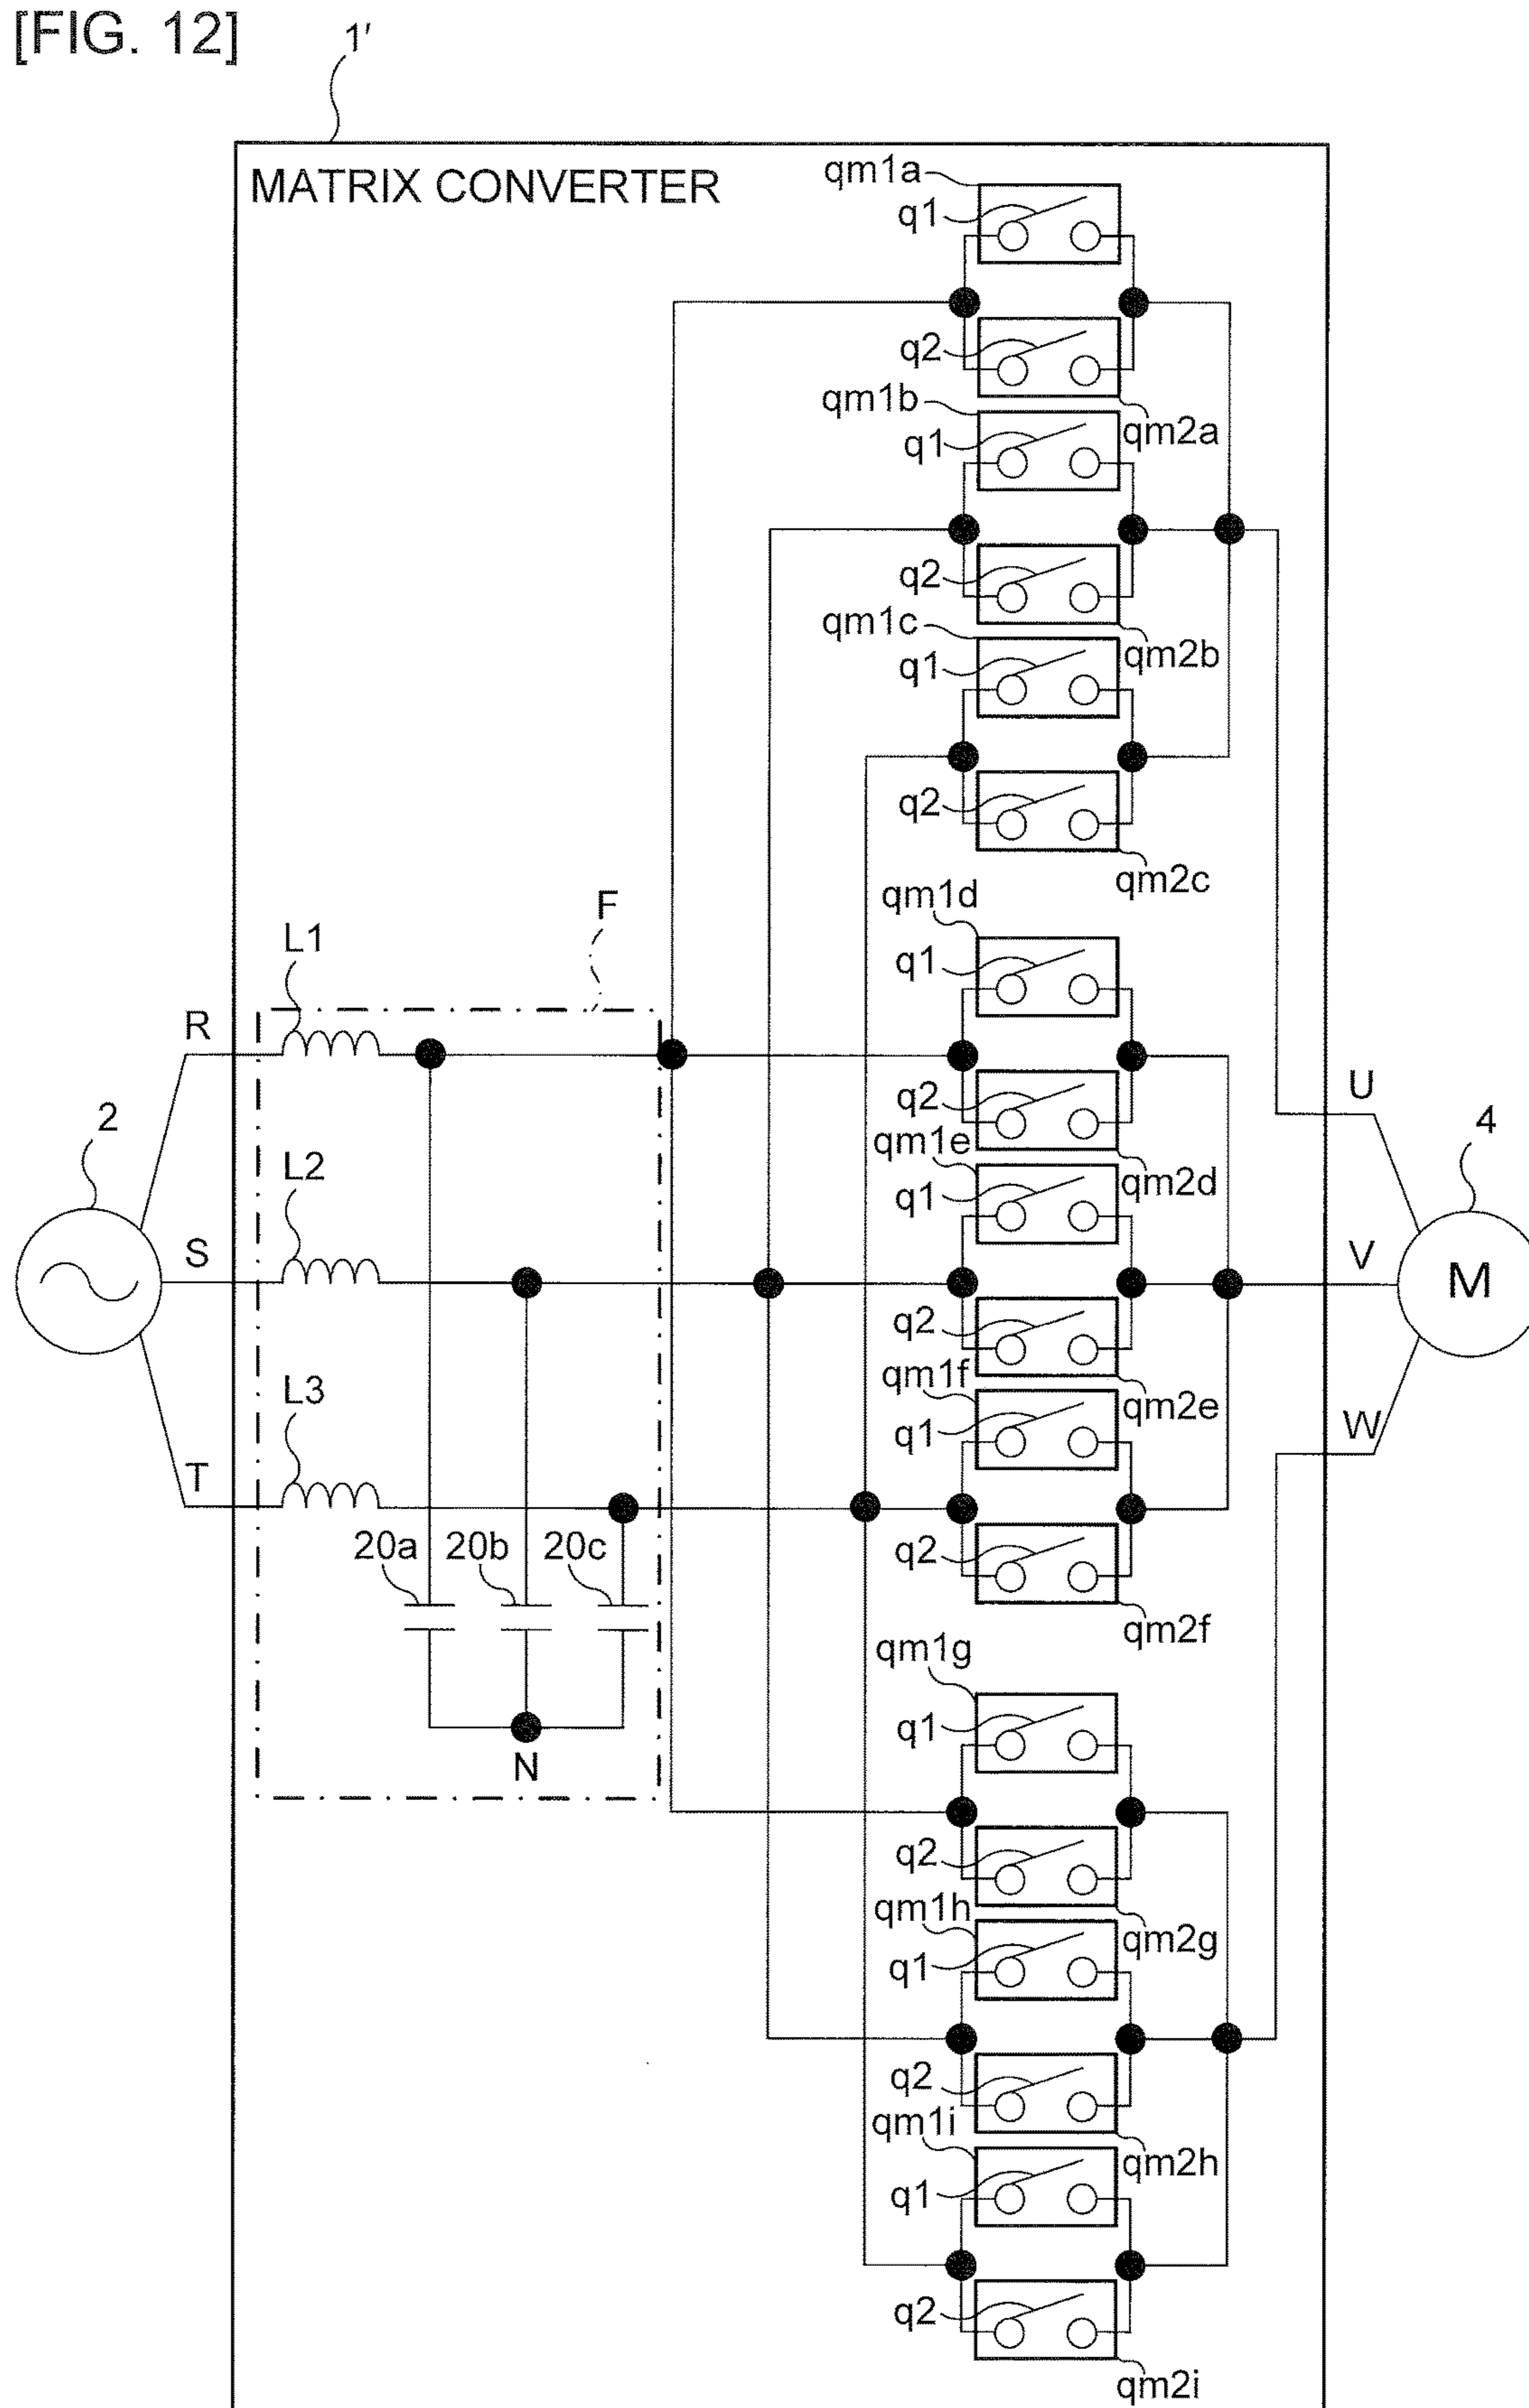 [FIG. 12]
1'
MATRIX CONVERTER
qm1a
q1
q2
qm2a
qm1b
q1
q2
qm2b
qm1c
q1
q2
qm2c
F
L1
R
L2
S
L3
T
2
20a 20b 20c
N
qm1d
q1
q2
qm2d
qm1e
q1
q2
qm2e
qm1f
q1
q2
qm2f
U
V
W
4
M
qm1g
q1
q2
qm2g
qm1h
q1
q2
qm2h
qm1i
q1
q2
qm2i